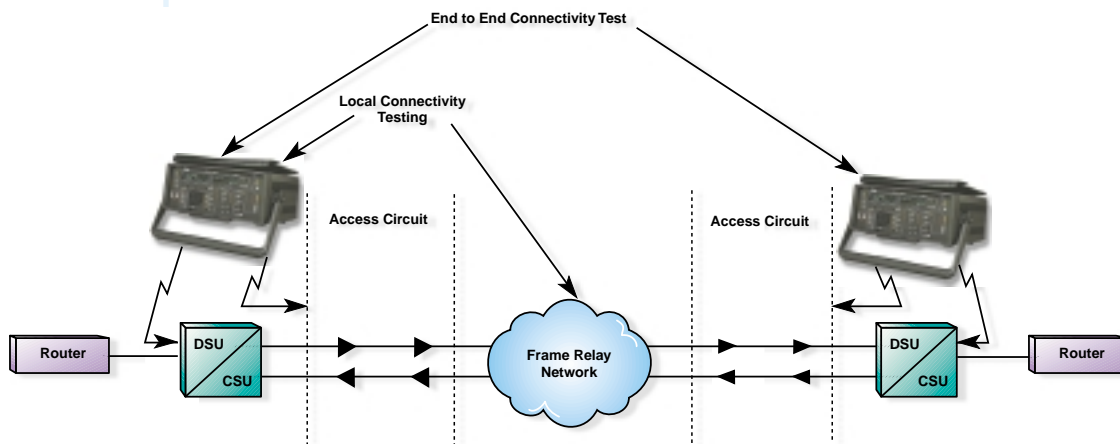 End to End Connectivity Test
Local Connectivity
Testing
Access Circuit
Access Circuit
Router
DSU
CSU
Frame Relay
Network
DSU
CSU
Router